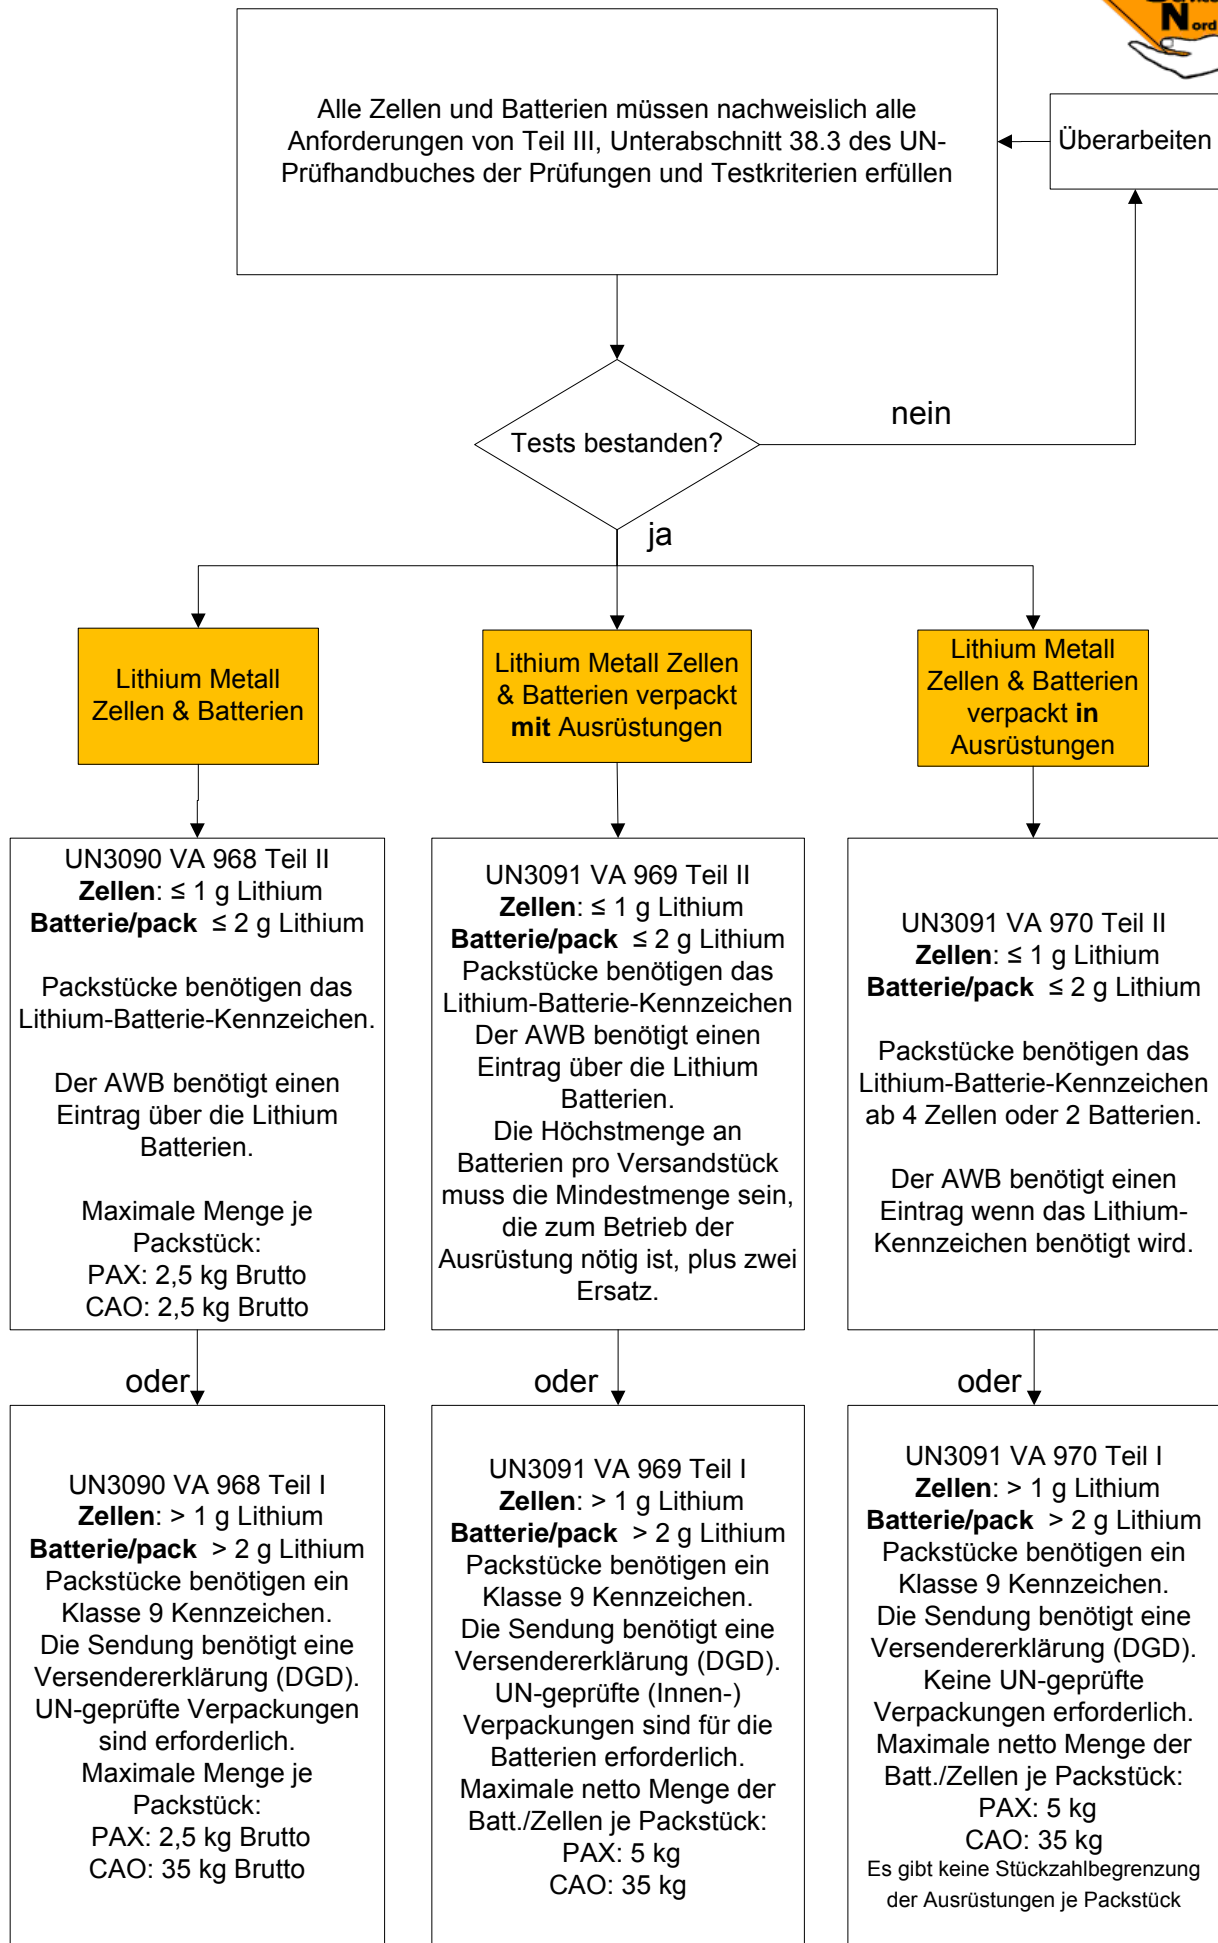 Service
Nord
Alle Zellen und Batterien müssen nachweislich alle
Anforderungen von Teil III, Unterabschnitt 38.3 des UN-
Prüfhandbuches der Prüfungen und Testkriterien erfüllen
Überarbeiten
Tests bestanden?
nein
ja
Lithium Metall
Zellen & Batterien
Lithium Metall Zellen
& Batterien verpackt
mit Ausrüstungen
Lithium Metall
Zellen & Batterien
verpackt in
Ausrüstungen
UN3090 VA 968 Teil II
Zellen: ≤ 1 g Lithium
Batterie/pack ≤ 2 g Lithium
Packstücke benötigen das
Lithium-Batterie-Kennzeichen.
Der AWB benötigt einen
Eintrag über die Lithium
Batterien.
Maximale Menge je
Packstück:
PAX: 2,5 kg Brutto
CAO: 2,5 kg Brutto
UN3091 VA 969 Teil II
Zellen: ≤ 1 g Lithium
Batterie/pack ≤ 2 g Lithium
Packstücke benötigen das
Lithium-Batterie-Kennzeichen
Der AWB benötigt einen
Eintrag über die Lithium
Batterien.
Die Höchstmenge an
Batterien pro Versandstück
muss die Mindestmenge sein,
die zum Betrieb der
Ausrüstung nötig ist, plus zwei
Ersatz.
UN3091 VA 970 Teil II
Zellen: ≤ 1 g Lithium
Batterie/pack ≤ 2 g Lithium
Packstücke benötigen das
Lithium-Batterie-Kennzeichen
ab 4 Zellen oder 2 Batterien.
Der AWB benötigt einen
Eintrag wenn das Lithium-
Kennzeichen benötigt wird.
oder
oder
oder
UN3090 VA 968 Teil I
Zellen: > 1 g Lithium
Batterie/pack > 2 g Lithium
Packstücke benötigen ein
Klasse 9 Kennzeichen.
Die Sendung benötigt eine
Versendererklärung (DGD).
UN-geprüfte Verpackungen
sind erforderlich.
Maximale Menge je
Packstück:
PAX: 2,5 kg Brutto
CAO: 35 kg Brutto
UN3091 VA 969 Teil I
Zellen: > 1 g Lithium
Batterie/pack > 2 g Lithium
Packstücke benötigen ein
Klasse 9 Kennzeichen.
Die Sendung benötigt eine
Versendererklärung (DGD).
UN-geprüfte (Innen-)
Verpackungen sind für die
Batterien erforderlich.
Maximale netto Menge der
Batt./Zellen je Packstück:
PAX: 5 kg
CAO: 35 kg
UN3091 VA 970 Teil I
Zellen: > 1 g Lithium
Batterie/pack > 2 g Lithium
Packstücke benötigen ein
Klasse 9 Kennzeichen.
Die Sendung benötigt eine
Versendererklärung (DGD).
Keine UN-geprüfte
Verpackungen erforderlich.
Maximale netto Menge der
Batt./Zellen je Packstück:
PAX: 5 kg
CAO: 35 kg
Es gibt keine Stückzahlbegrenzung
der Ausrüstungen je Packstück